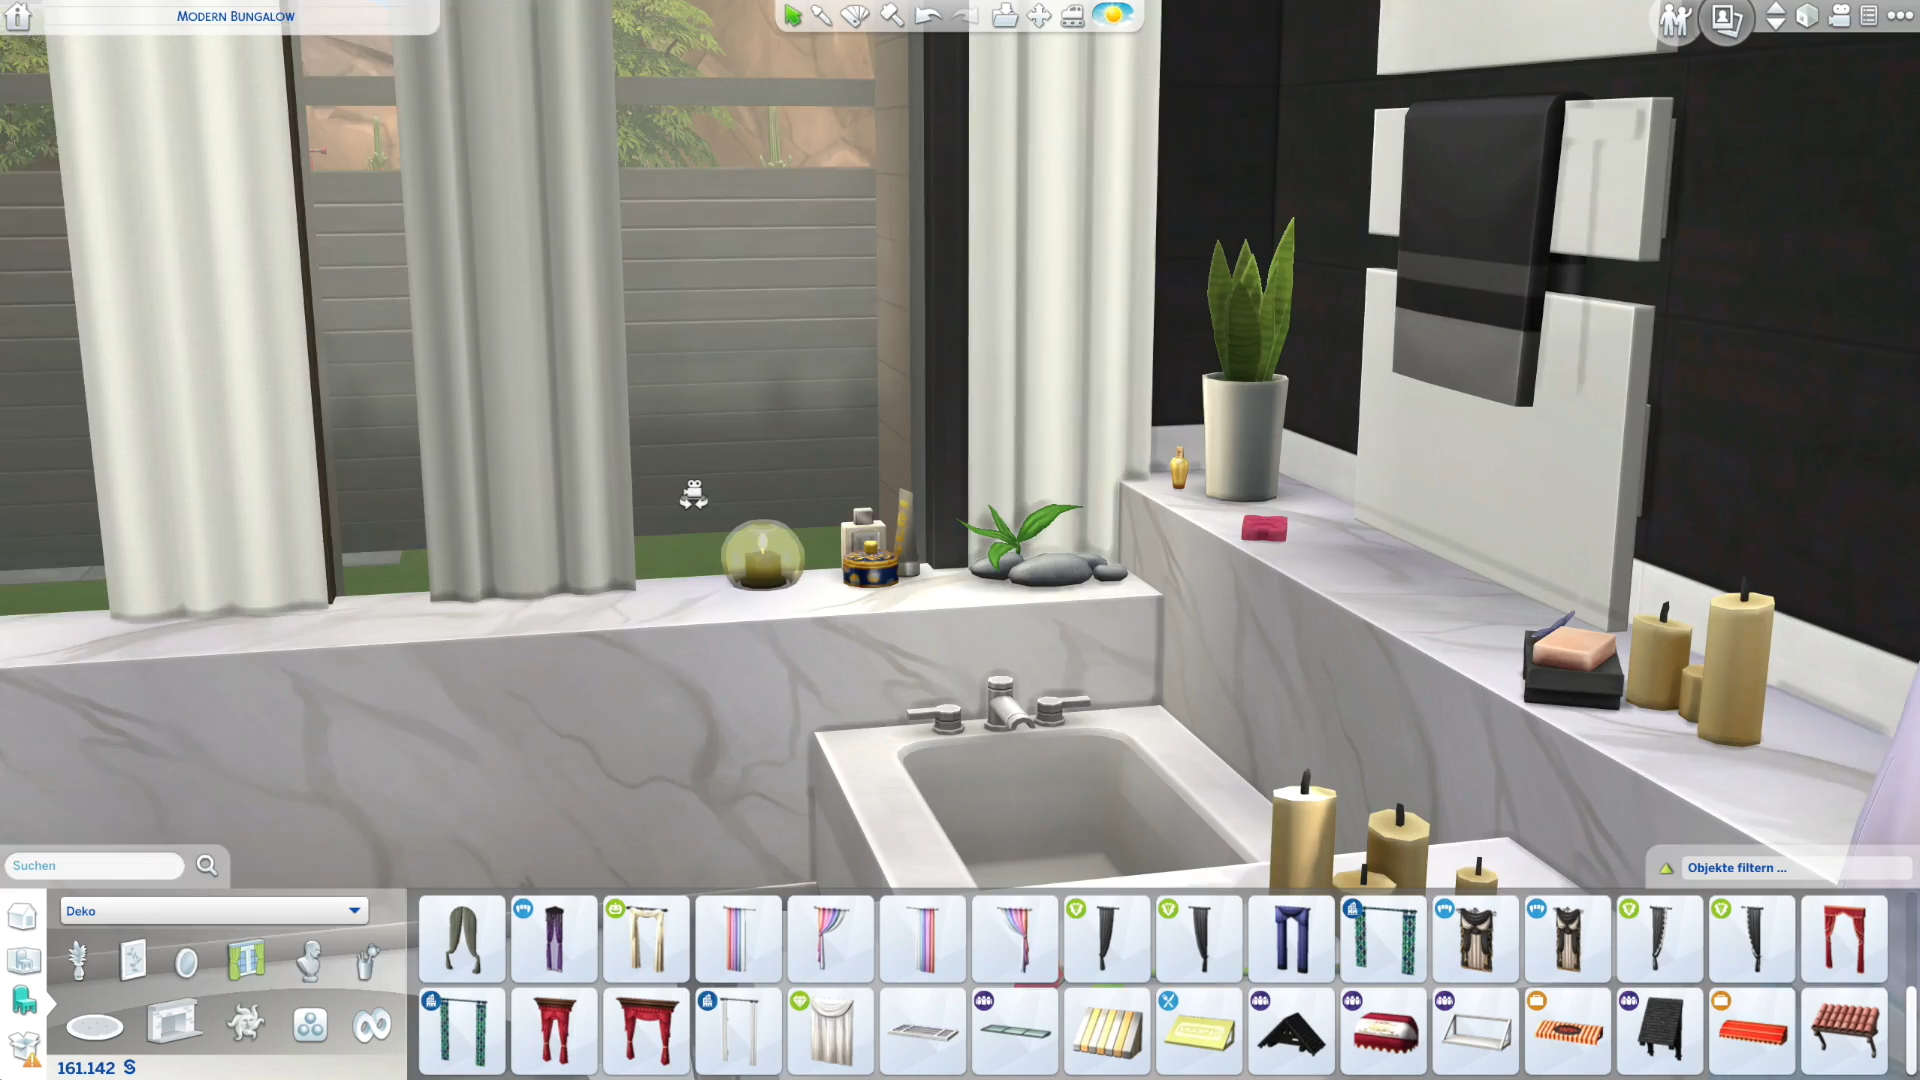 MODERN BUNGALOW
Suchen
Objekte filtern ...
Deko
161.142 S